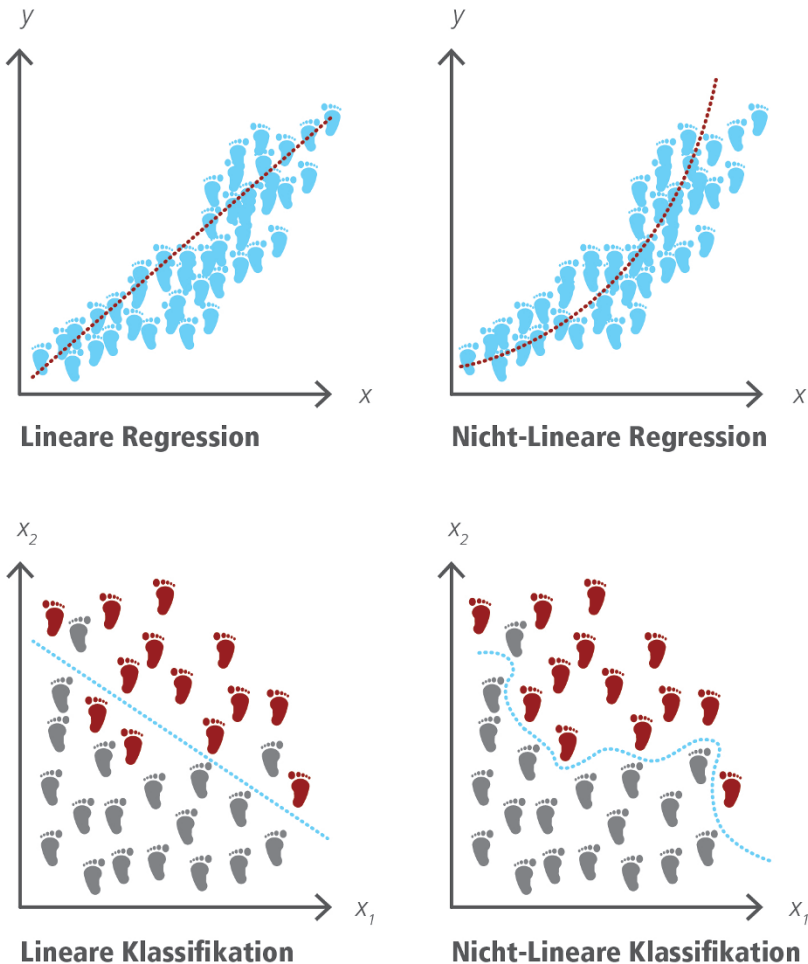 y
y
x
x
Lineare Regression
Nicht-Lineare Regression
x2
x2
x1
x1
Lineare Klassifikation
Nicht-Lineare Klassifikation